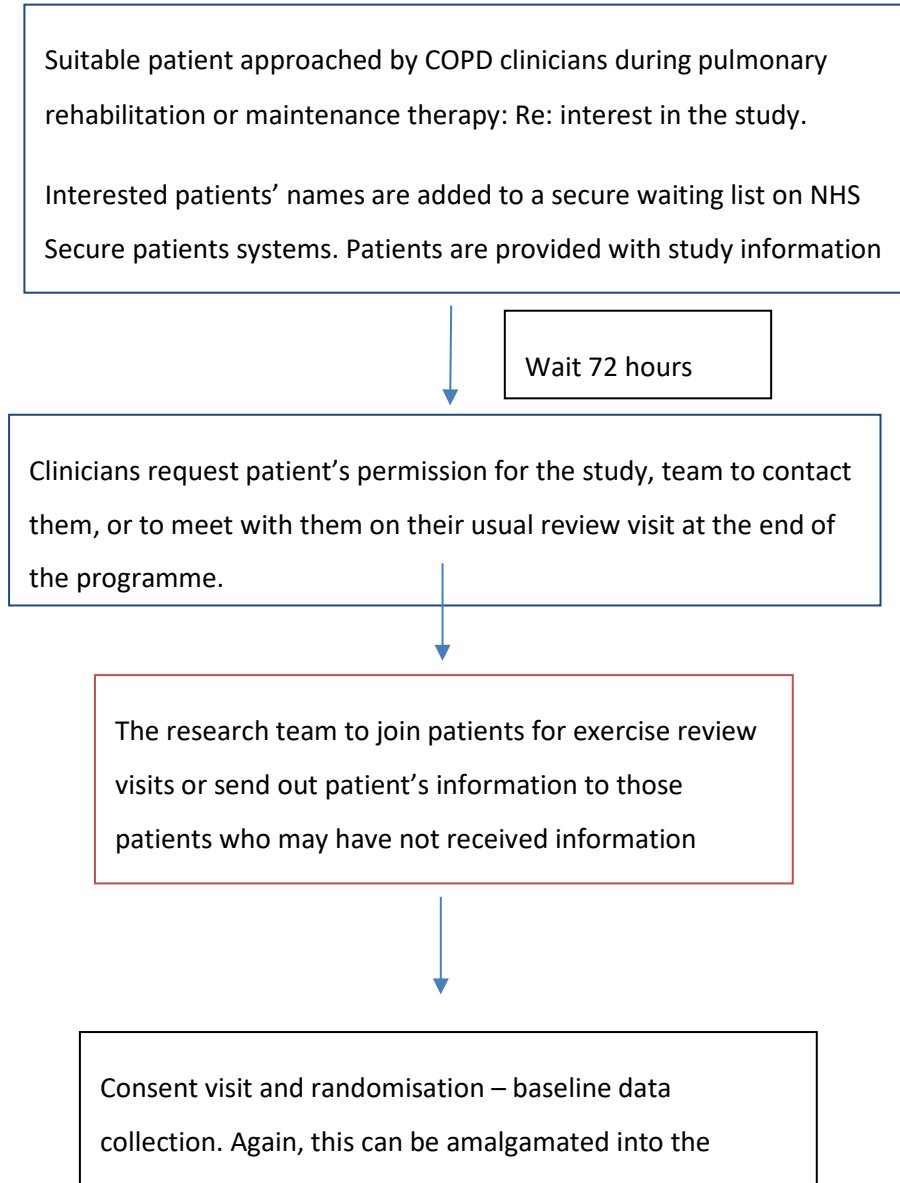 Suitable patient approached by COPD clinicians during pulmonary
rehabilitation or maintenance therapy: Re: interest in the study.
Interested patients’ names are added to a secure waiting list on NHS
Secure patients systems. Patients are provided with study information
Wait 72 hours
Clinicians request patient’s permission for the study, team to contact
them, or to meet with them on their usual review visit at the end of
the programme.
The research team to join patients for exercise review
visits or send out patient’s information to those
patients who may have not received information
Consent visit and randomisation – baseline data
collection. Again, this can be amalgamated into the